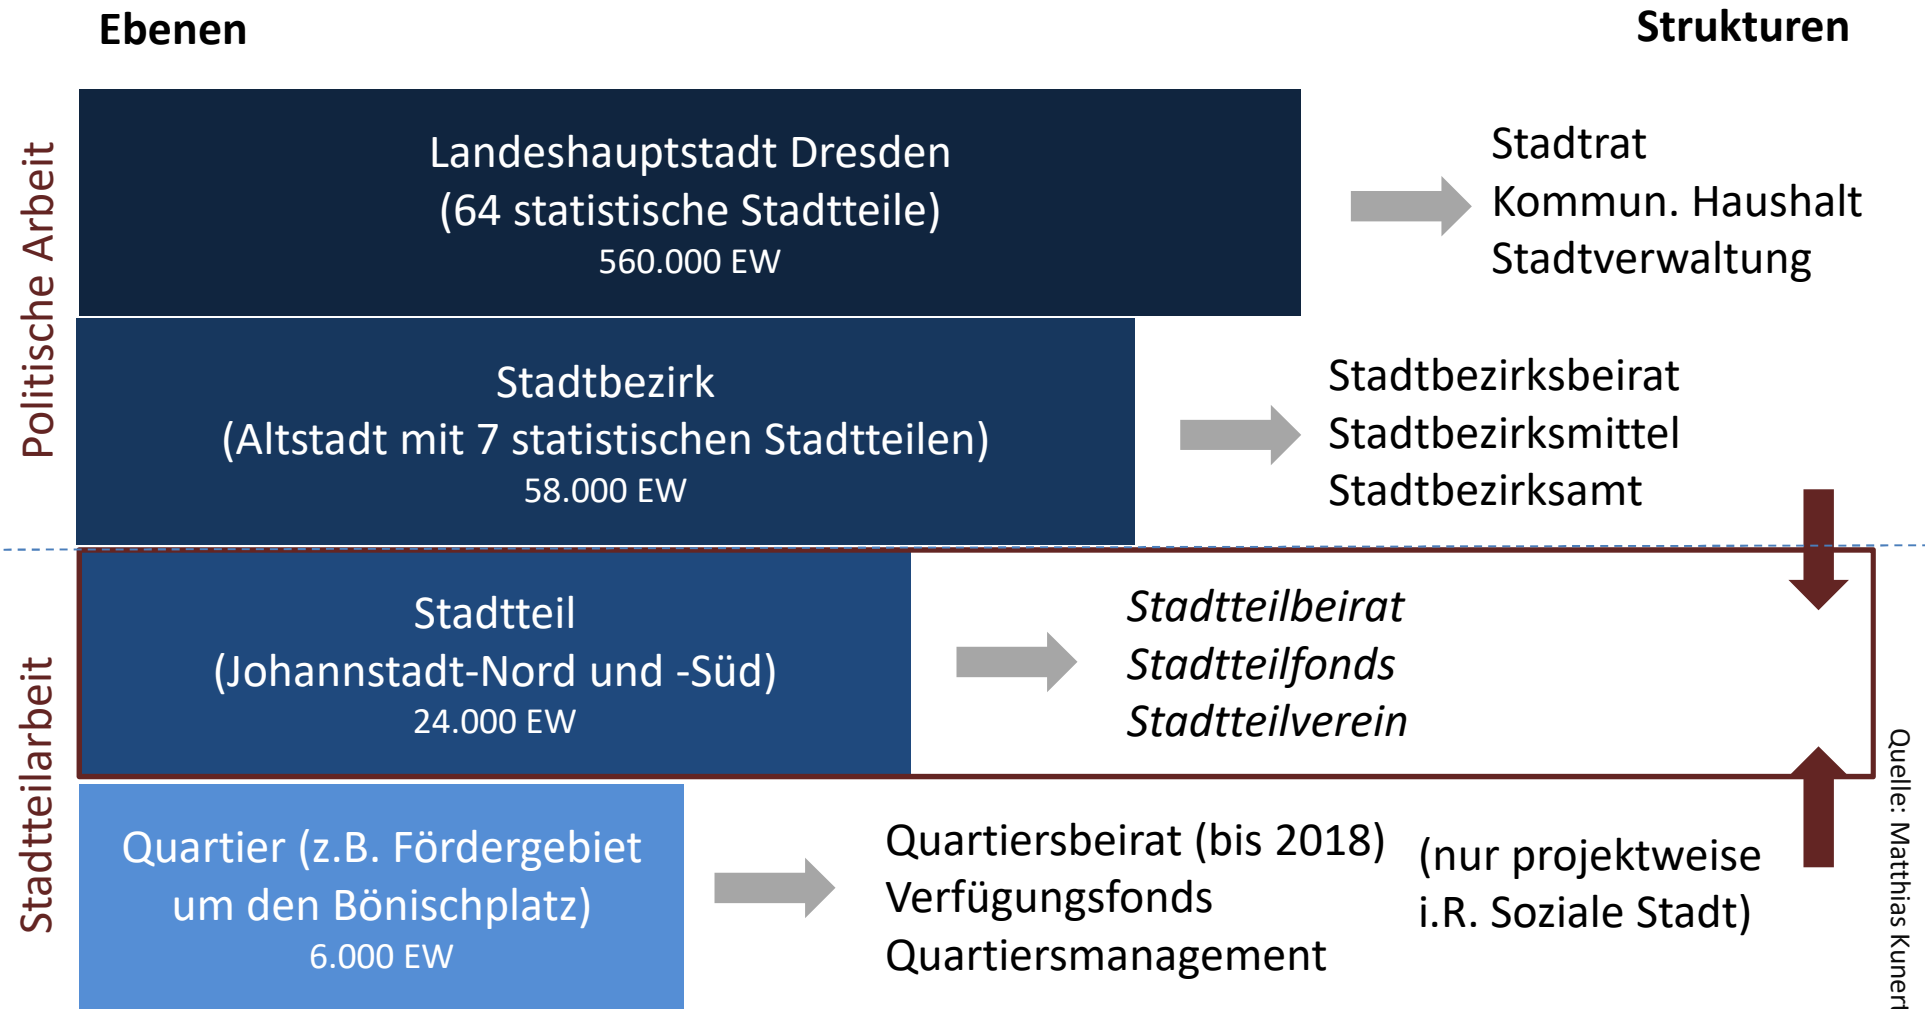 Ebenen
Strukturen
Politische Arbeit
Landeshauptstadt Dresden
(64 statistische Stadtteile)
560.000 EW
Stadtrat
Kommun. Haushalt
Stadtverwaltung
Stadtbezirk
(Altstadt mit 7 statistischen Stadtteilen)
58.000 EW
Stadtbezirksbeirat
Stadtbezirksmittel
Stadtbezirksamt
Stadtteilarbeit
Stadtteil
(Johannstadt-Nord und -Süd)
24.000 EW
Stadtteilbeirat
Stadtteilfonds
Stadtteilverein
Quartier (z.B. Fördergebiet
um den Bönischplatz)
6.000 EW
Quartiersbeirat (bis 2018)
Verfügungsfonds
Quartiersmanagement
(nur projektweise
i.R. Soziale Stadt)
Quelle: Matthias Kunert